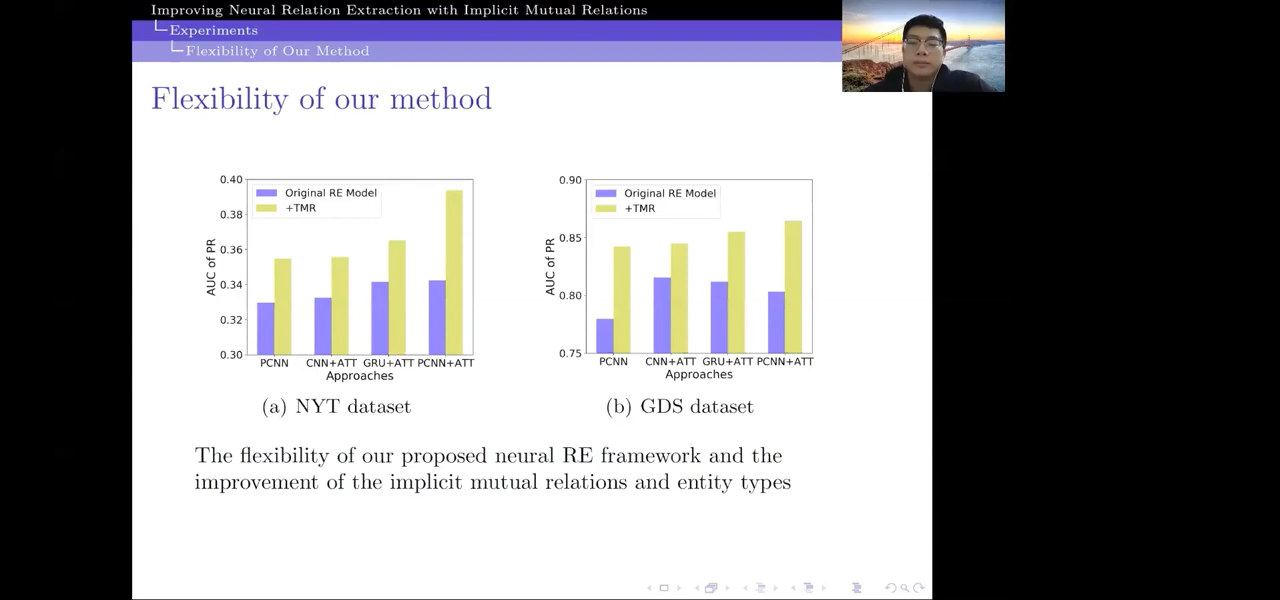 Improving Neural Relation Extraction with Implicit Mutual Relations
Experiments
Flexibility of Our Method
Flexibility of our method
0.40
0.38
0.36
0.34
0.32
0.30
AUC of PR
Original RE Model
+TMR
PCNN CNN+ATT GRU+ATT PCNN+ATT
Approaches
(a) NYT dataset
0.90
0.85
0.80
0.75
AUC of PR
Original RE Model
+TMR
PCNN CNN+ATT GRU+ATT PCNN+ATT
Approaches
(b) GDS dataset
The flexibility of our proposed neural RE framework and the
improvement of the implicit mutual relations and entity types